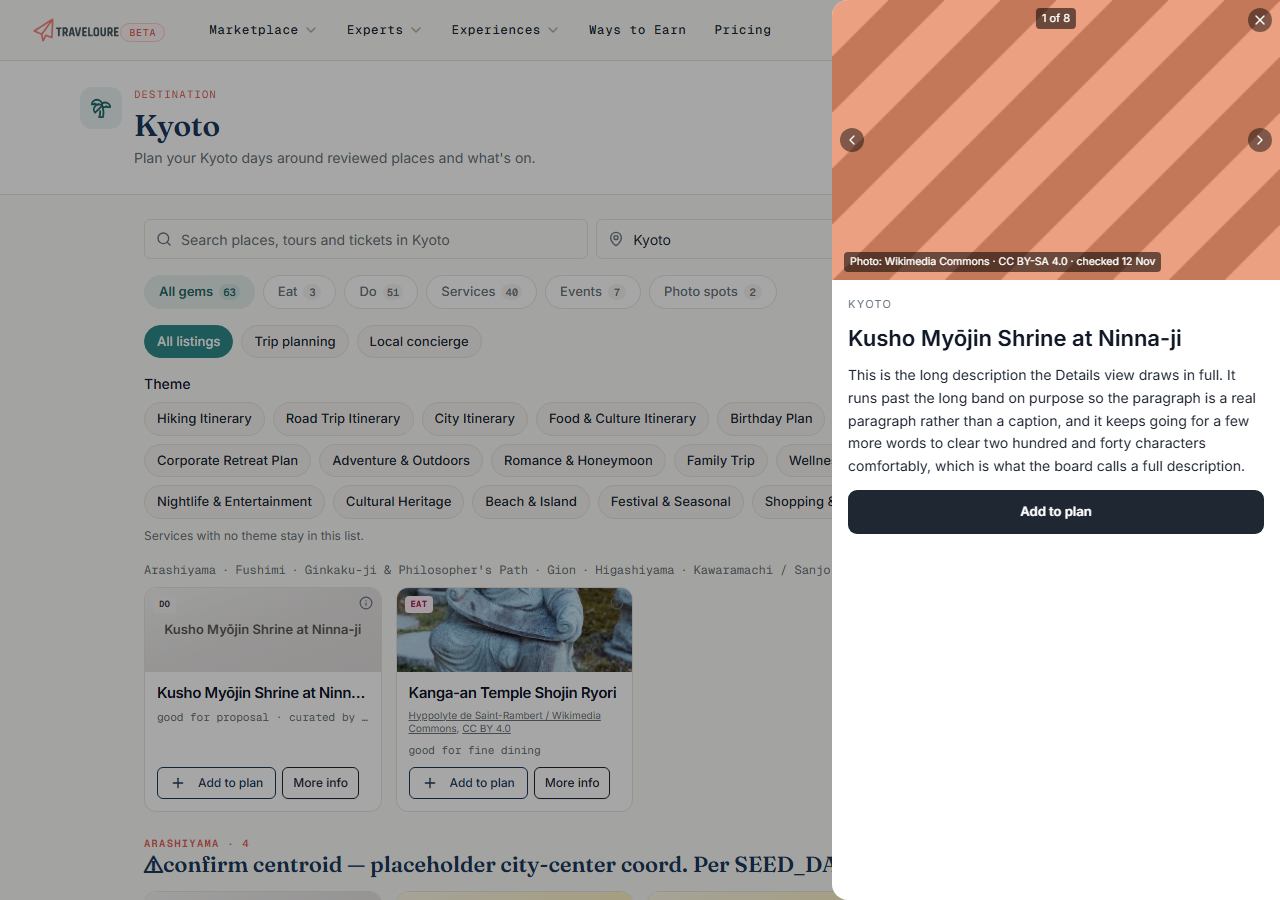 TRAVELOURE BETA
Marketplace
Experts
Experiences
Ways to Earn
Pricing
DESTINATION
Kyoto
Plan your Kyoto days around reviewed places and what's on.
Search places, tours and tickets in Kyoto
Kyoto
All gems 63
Eat 3
Do 51
Services 40
Events 7
Photo spots 2
All listings
Trip planning
Local concierge
Theme
Hiking Itinerary
Road Trip Itinerary
City Itinerary
Food & Culture Itinerary
Birthday Plan
Corporate Retreat Plan
Adventure & Outdoors
Romance & Honeymoon
Family Trip
Wellne
Nightlife & Entertainment
Cultural Heritage
Beach & Island
Festival & Seasonal
Shopping &
Services with no theme stay in this list.
Arashiyama · Fushimi · Ginkaku-ji & Philosopher's Path · Gion · Higashiyama · Kawaramachi / Sanjo
DO
Kusho Myōjin Shrine at Ninna-ji
Kusho Myōjin Shrine at Ninn…
good for proposal · curated by …
+ Add to plan
More info
EAT
Kanga-an Temple Shojin Ryori
Hyppolyte de Saint-Rambert / Wikimedia
Commons, CC BY 4.0
good for fine dining
+ Add to plan
More info
ARASHIYAMA · 4
⚠confirm centroid — placeholder city-center coord. Per SEED_DA
1 of 8
Photo: Wikimedia Commons · CC BY-SA 4.0 · checked 12 Nov
KYOTO
Kusho Myōjin Shrine at Ninna-ji
This is the long description the Details view draws in full. It
runs past the long band on purpose so the paragraph is a real
paragraph rather than a caption, and it keeps going for a few
more words to clear two hundred and forty characters
comfortably, which is what the board calls a full description.
Add to plan